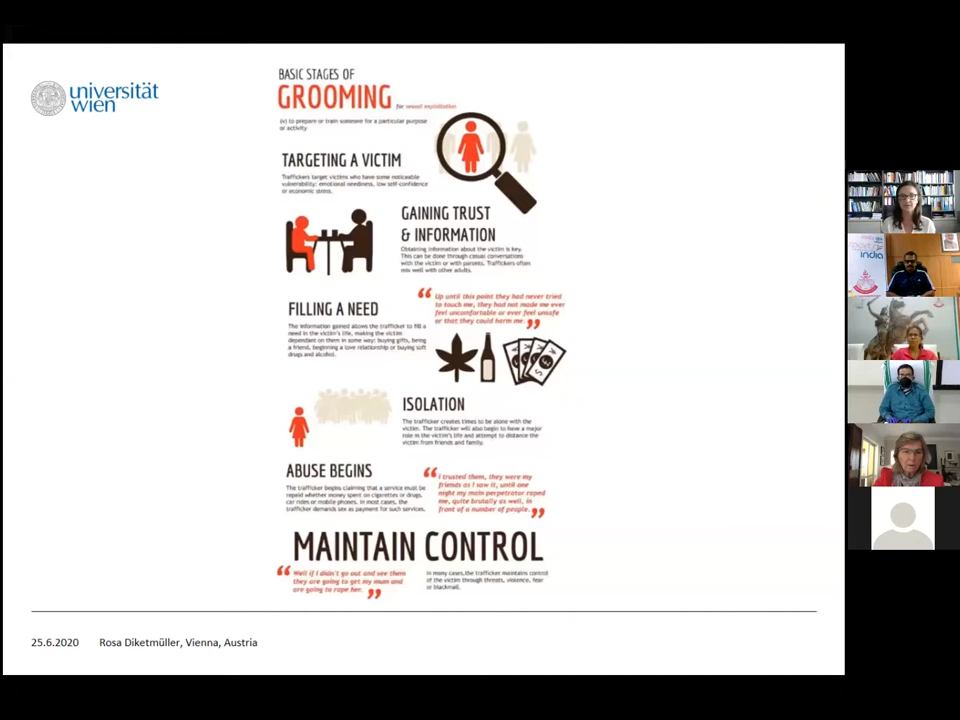 universität
wien
BASIC STAGES OF
GROOMING
for sexual exploitation
(v) to prepare or train someone for a particular purpose
or activity
TARGETING A VICTIM
Traffickers target victims who have some noticeable
vulnerability: emotional neediness, low self-confidence
or economic stress.
GAINING TRUST
& INFORMATION
Obtaining information about the victim is key.
This can be done through casual conversations
with the victim or with parents. Traffickers often
mix well with other adults.
FILLING A NEED
The information gained allows the trafficker to fill a
need in the victim's life, making the victim
dependant on them in some way: buying gifts, being
a friend, beginning a love relationship or buying soft
drugs and alcohol.
“ Up until this point they had never tried
to touch me, they had not made me ever
feel uncomfortable or ever feel unsafe
or that they could harm me. ”
ISOLATION
The trafficker creates times to be alone with the
victim. The trafficker will also begin to have a major
role in the victim's life and attempt to distance the
victim from friends and family.
ABUSE BEGINS
The trafficker begins claiming that a service must be
repaid whether money spent on cigarettes or drugs,
car rides or mobile phones. In most cases, the
trafficker demands sex as payment for such services.
“ I trusted them, they were my
friends as I saw it, until one
night my main perpetrator raped
me, quite brutally as well, in
front of a number of people. ”
MAINTAIN CONTROL
“ Well if I didn't go out and see them
they are going to get my mum and
are going to rape her. ”
In many cases,the trafficker maintains control
of the victim through threats, violence, fear
or blackmail.
25.6.2020 Rosa Diketmüller, Vienna, Austria
india